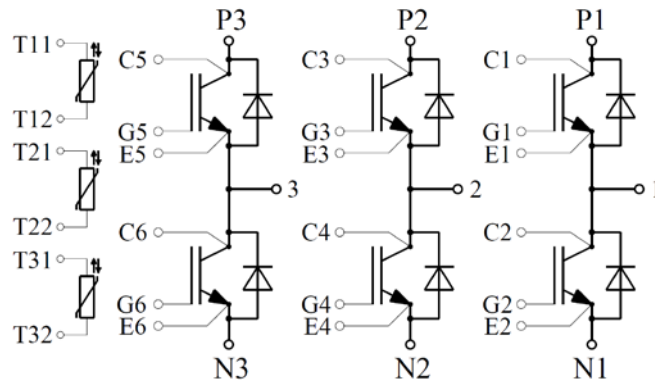 P3 P2 P1
T11 C5 C3 C1
T12 G5 G3 G1
E5 E3 E1
T21
3 2 1
T22
C6 C4 C2
T31
G6 G4 G2
T32 E6 E4 E2
N3 N2 N1